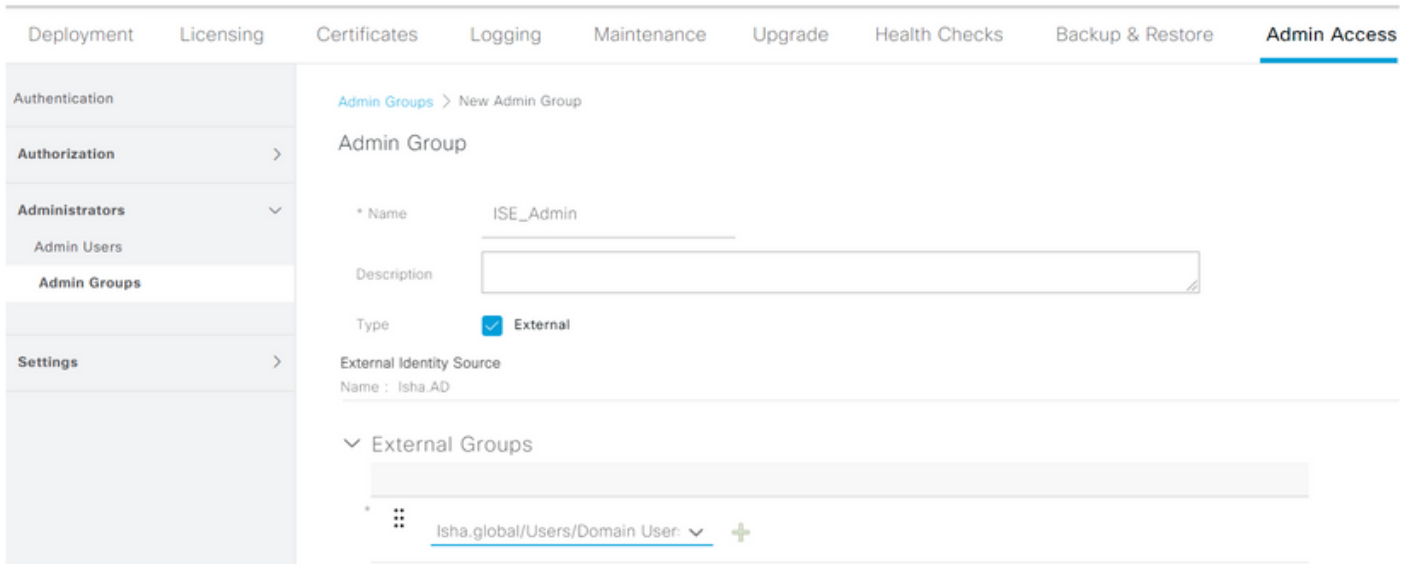 Deployment Licensing Certificates Logging Maintenance Upgrade Health Checks Backup & Restore Admin Access
Authentication
Authorization
Administrators
Admin Users
Admin Groups
Settings
Admin Groups > New Admin Group
Admin Group
* Name ISE_Admin
Description
Type External
External Identity Source
Name : Isha.AD
External Groups
*
Isha.global/Users/Domain User